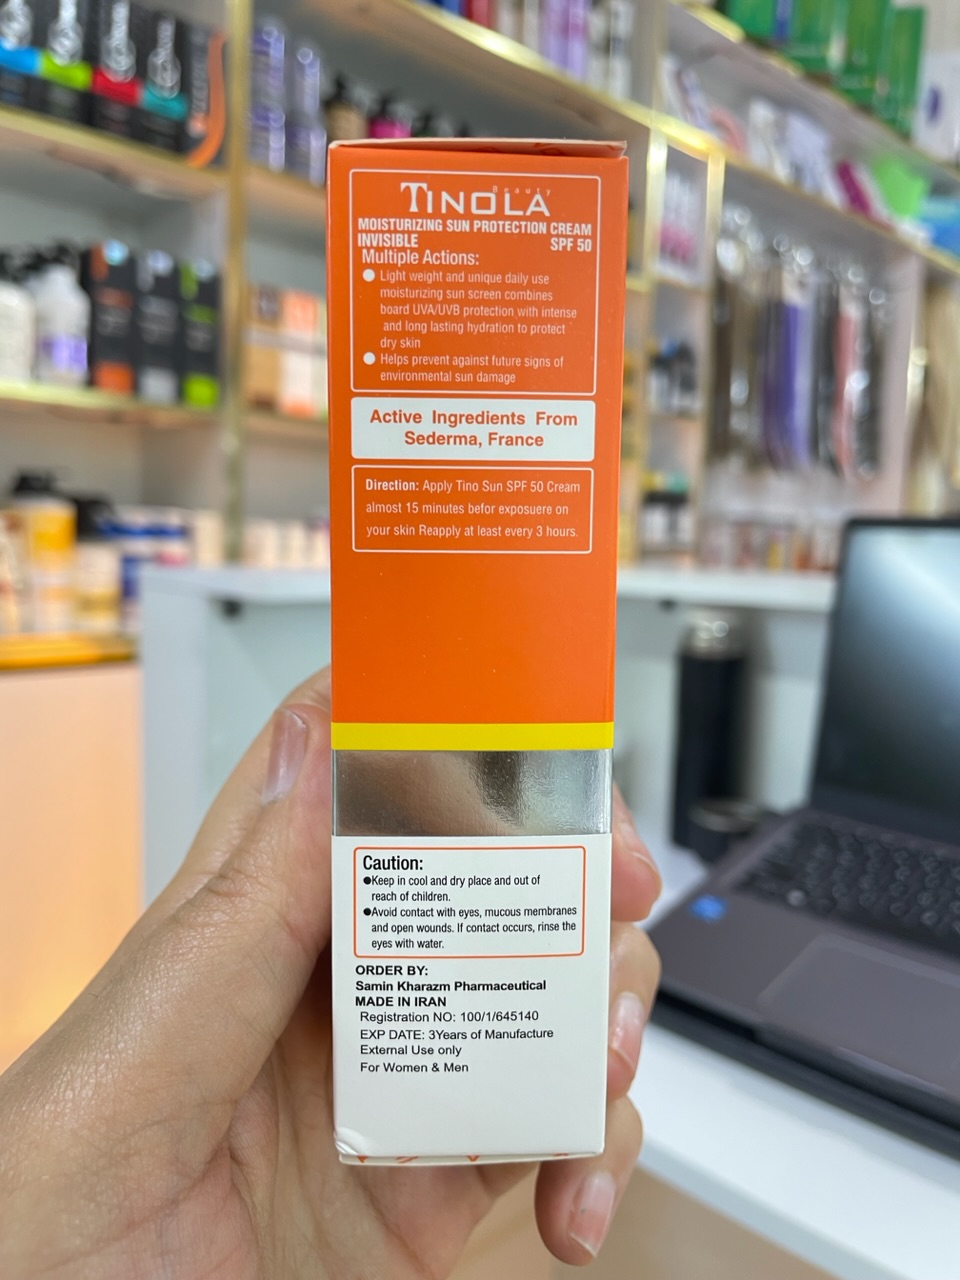 Beauty
TINOLA
MOISTURIZING SUN PROTECTION CREAM
INVISIBLE SPF 50
Multiple Actions:
Light weight and unique daily use
moisturizing sun screen combines
board UVA/UVB protection with intense
and long lasting hydration to protect
dry skin
Helps prevent against future signs of
environmental sun damage
Active Ingredients From
Sederma, France
Direction: Apply Tino Sun SPF 50 Cream
almost 15 minutes befor exposuere on
your skin Reapply at least every 3 hours.
Caution:
●Keep in cool and dry place and out of
reach of children.
●Avoid contact with eyes, mucous membranes
and open wounds. If contact occurs, rinse the
eyes with water.
ORDER BY:
Samin Kharazm Pharmaceutical
MADE IN IRAN
Registration NO: 100/1/645140
EXP DATE: 3Years of Manufacture
External Use only
For Women & Men